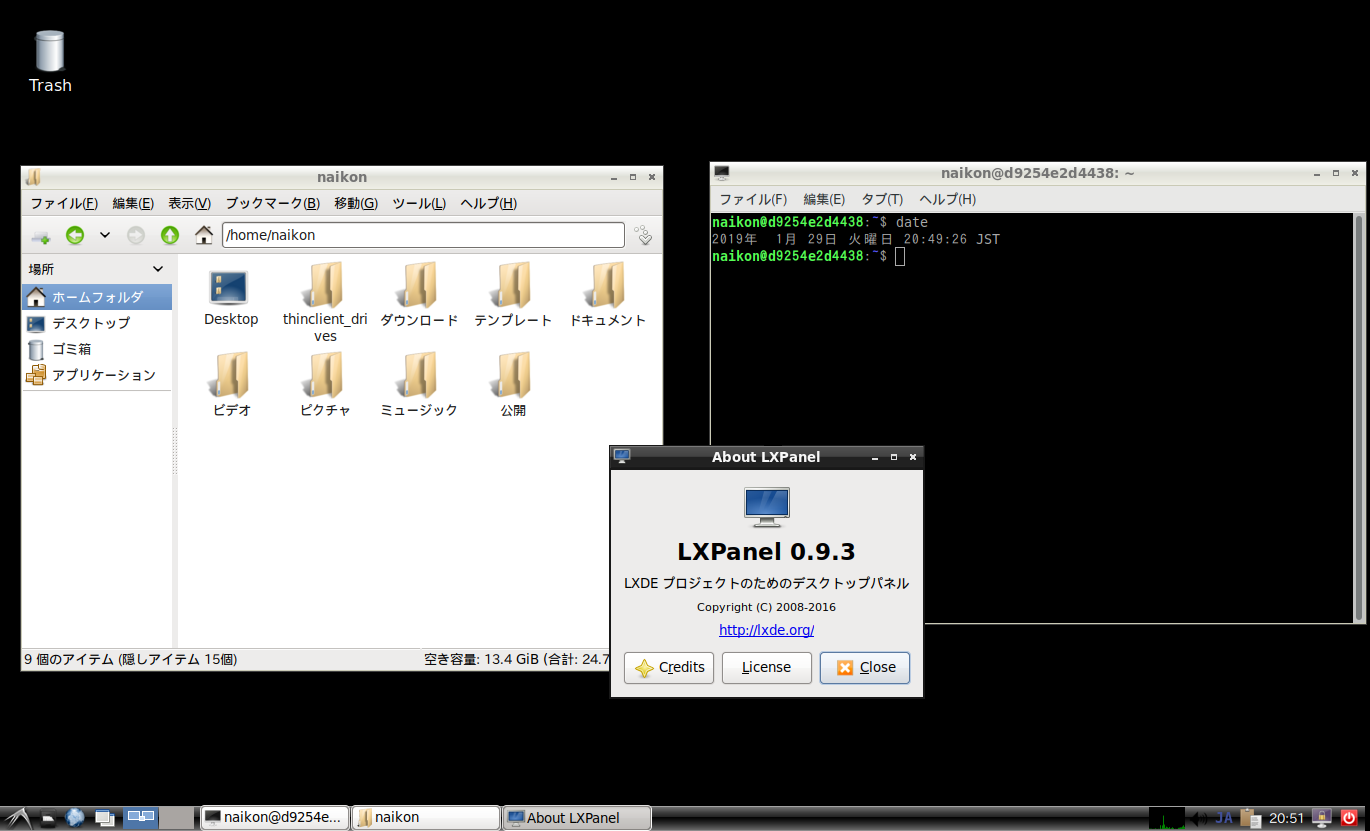 Trash
naikon
ファイル(F) 編集(E) 表示(V) ブックマーク(B) 移動(G) ツール(L) ヘルプ(H)
/home/naikon
場所
ホームフォルダ
デスクトップ
ゴミ箱
アプリケーション
Desktop
thinclient_dri
ves
ダウンロード
テンプレート
ドキュメント
ビデオ
ピクチャ
ミュージック
公開
9 個のアイテム (隠しアイテム 15個) 空き容量: 13.4 GiB (合計: 24.7
naikon@d9254e2d4438: ~
ファイル(F) 編集(E) タブ(T) ヘルプ(H)
naikon@d9254e2d4438:~$ date
2019年 1月 29日 火曜日 20:49:26 JST
naikon@d9254e2d4438:~$
About LXPanel
LXPanel 0.9.3
LXDE プロジェクトのためのデスクトップパネル
Copyright (C) 2008-2016
http://lxde.org/
Credits License Close
naikon@d9254e... naikon About LXPanel JA 20:51